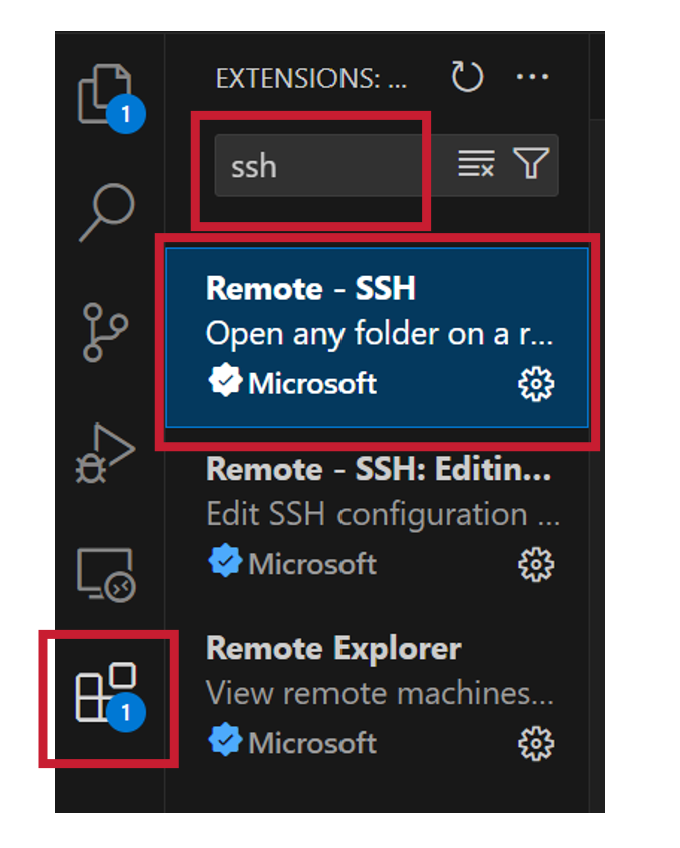 1
EXTENSIONS: ...
ssh
Remote - SSH
Open any folder on a r...
Microsoft
Remote - SSH: Editin...
Edit SSH configuration ...
Microsoft
Remote Explorer
View remote machines...
Microsoft
1